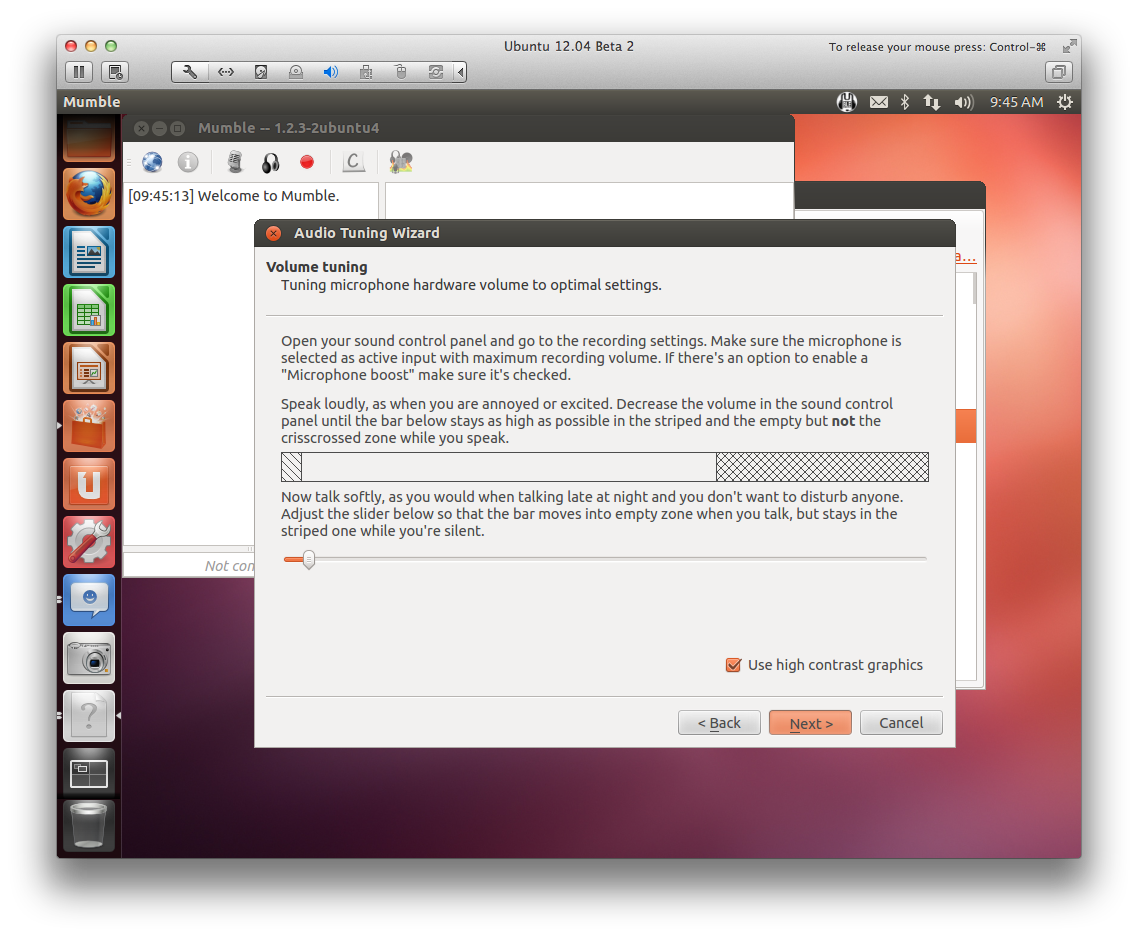 Ubuntu 12.04 Beta 2
To release your mouse press: Control-⌘
Mumble
9:45 AM
Mumble -- 1.2.3-2ubuntu4
C
[09:45:13] Welcome to Mumble.
Audio Tuning Wizard
Volume tuning
Tuning microphone hardware volume to optimal settings.
a...
Open your sound control panel and go to the recording settings. Make sure the microphone is
selected as active input with maximum recording volume. If there's an option to enable a
"Microphone boost" make sure it's checked.
Speak loudly, as when you are annoyed or excited. Decrease the volume in the sound control
panel until the bar below stays as high as possible in the striped and the empty but not the
crisscrossed zone while you speak.
Now talk softly, as you would when talking late at night and you don't want to disturb anyone.
Adjust the slider below so that the bar moves into empty zone when you talk, but stays in the
striped one while you're silent.
Not con
Use high contrast graphics
< Back
Next >
Cancel